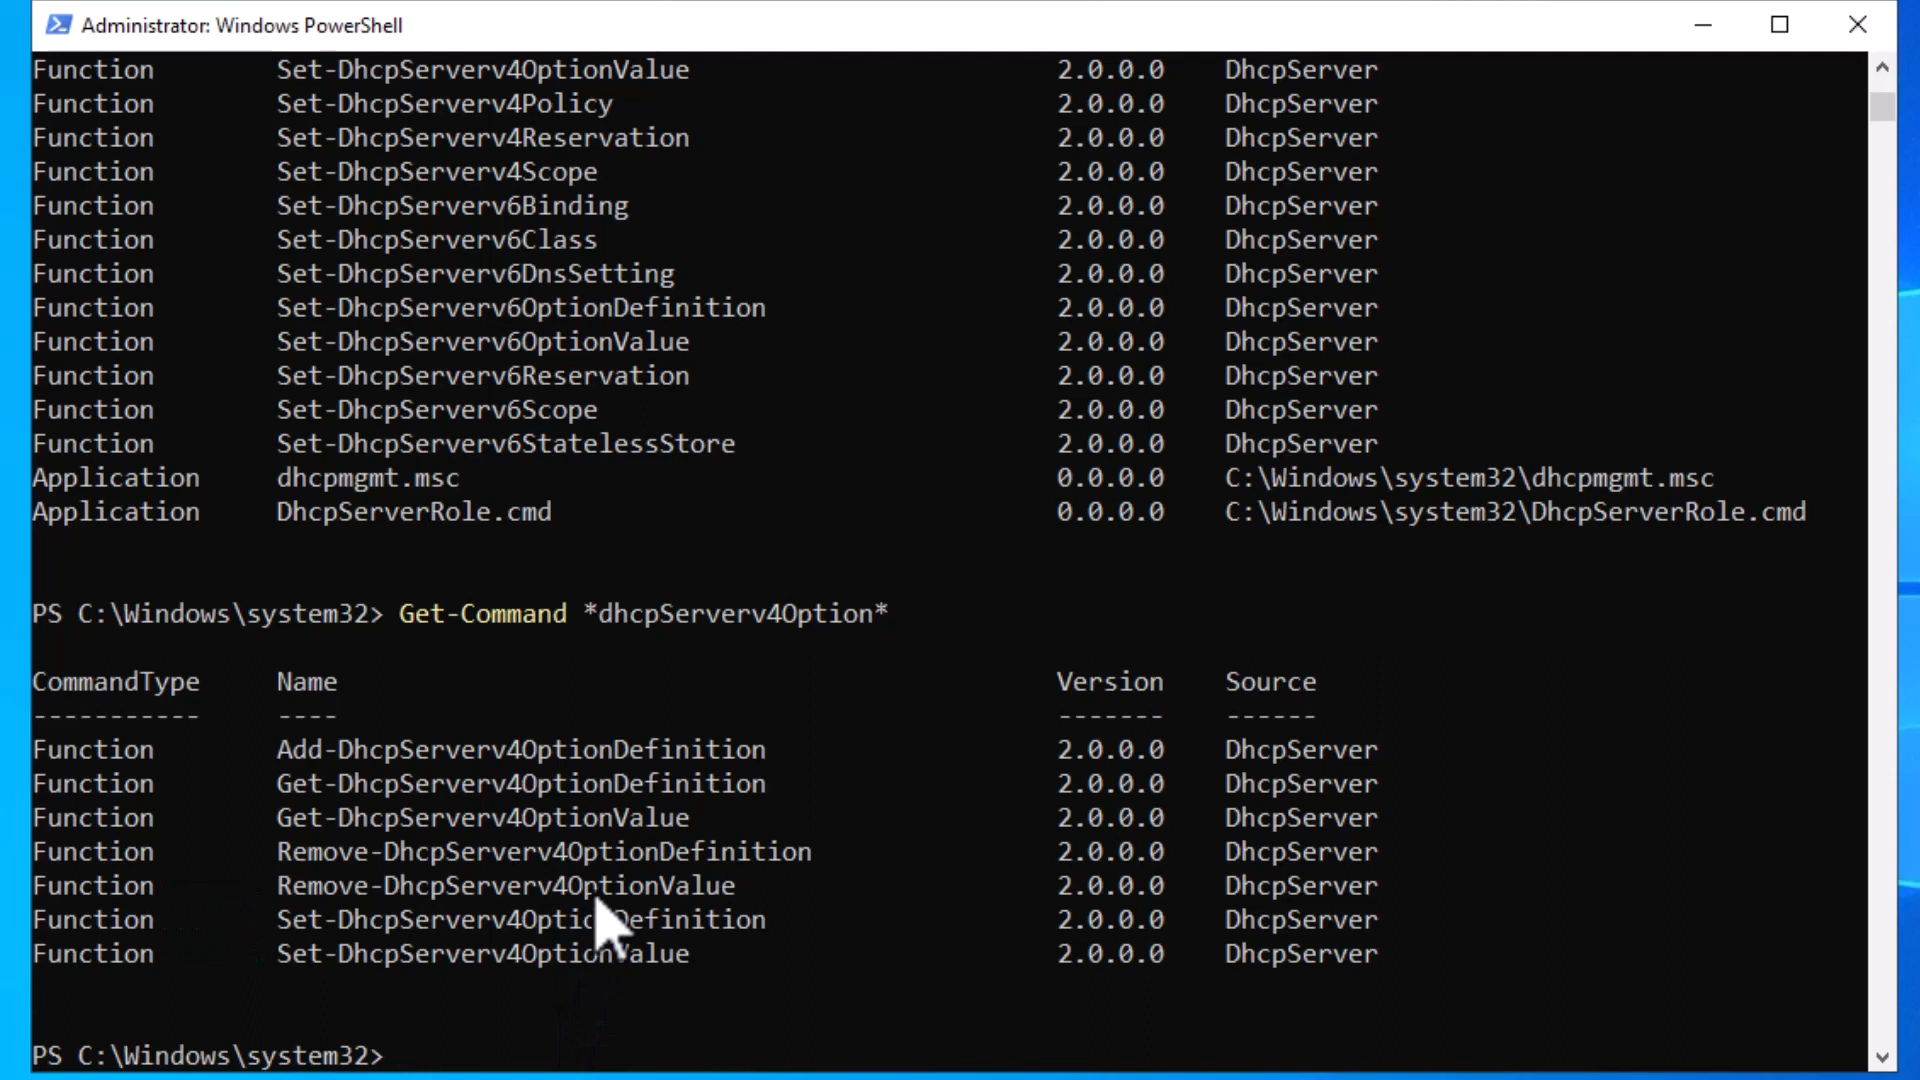 Administrator: Windows PowerShell
Function Set-DhcpServerv4OptionValue 2.0.0.0 DhcpServer
Function Set-DhcpServerv4Policy 2.0.0.0 DhcpServer
Function Set-DhcpServerv4Reservation 2.0.0.0 DhcpServer
Function Set-DhcpServerv4Scope 2.0.0.0 DhcpServer
Function Set-DhcpServerv6Binding 2.0.0.0 DhcpServer
Function Set-DhcpServerv6Class 2.0.0.0 DhcpServer
Function Set-DhcpServerv6DnsSetting 2.0.0.0 DhcpServer
Function Set-DhcpServerv6OptionDefinition 2.0.0.0 DhcpServer
Function Set-DhcpServerv6OptionValue 2.0.0.0 DhcpServer
Function Set-DhcpServerv6Reservation 2.0.0.0 DhcpServer
Function Set-DhcpServerv6Scope 2.0.0.0 DhcpServer
Function Set-DhcpServerv6StatelessStore 2.0.0.0 DhcpServer
Application dhcpmgmt.msc 0.0.0.0 C:\Windows\system32\dhcpmgmt.msc
Application DhcpServerRole.cmd 0.0.0.0 C:\Windows\system32\DhcpServerRole.cmd
PS C:\Windows\system32> Get-Command *dhcpServerv4Option*
CommandType Name Version Source
----------- ---- ------- ------
Function Add-DhcpServerv4OptionDefinition 2.0.0.0 DhcpServer
Function Get-DhcpServerv4OptionDefinition 2.0.0.0 DhcpServer
Function Get-DhcpServerv4OptionValue 2.0.0.0 DhcpServer
Function Remove-DhcpServerv4OptionDefinition 2.0.0.0 DhcpServer
Function Remove-DhcpServerv4OptionValue 2.0.0.0 DhcpServer
Function Set-DhcpServerv4OptionDefinition 2.0.0.0 DhcpServer
Function Set-DhcpServerv4OptionValue 2.0.0.0 DhcpServer
PS C:\Windows\system32>